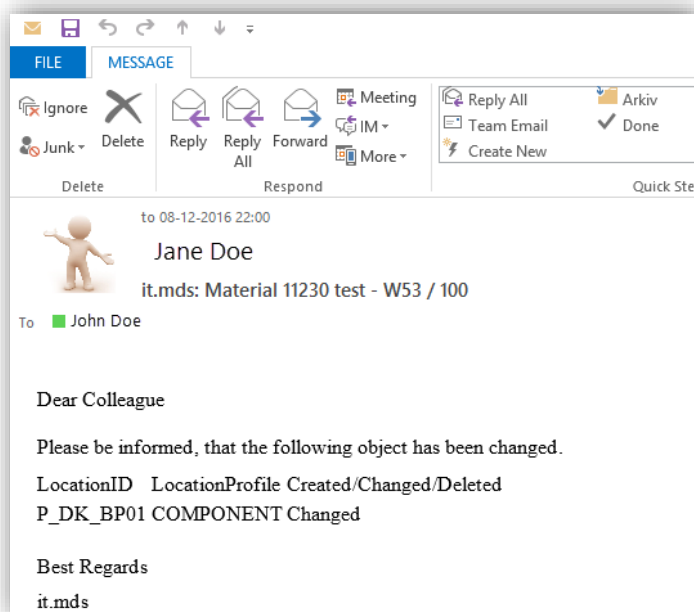 FILE MESSAGE
Ignore
Junk
Delete
Reply
Reply All
Forward
Meeting
IM
More
Reply All
Team Email
Create New
Arkiv
Done
Delete
Respond
Quick Ste
to 08-12-2016 22:00
Jane Doe
it.mds: Material 11230 test - W53 / 100
To John Doe
Dear Colleague
Please be informed, that the following object has been changed.
LocationID LocationProfile Created/Changed/Deleted
P_DK_BP01 COMPONENT Changed
Best Regards
it.mds